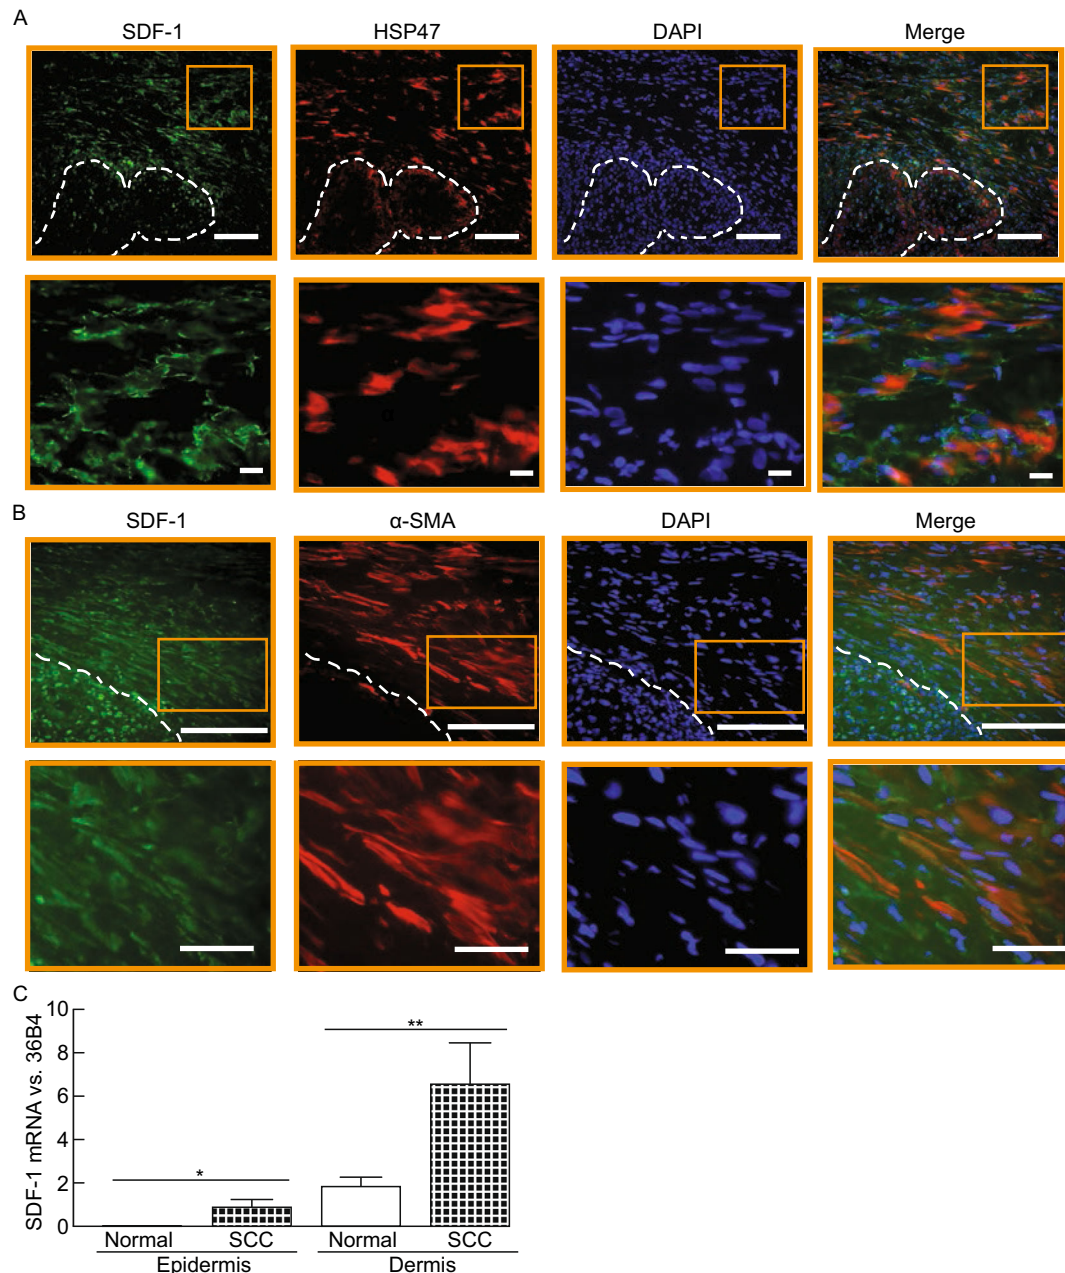 A
SDF-1 HSP47 DAPI Merge
α
B
SDF-1 α-SMA DAPI Merge
C
SDF-1 mRNA vs. 36B4
10
8
6
4
2
0
*
**
Normal SCC Normal SCC
Epidermis Dermis